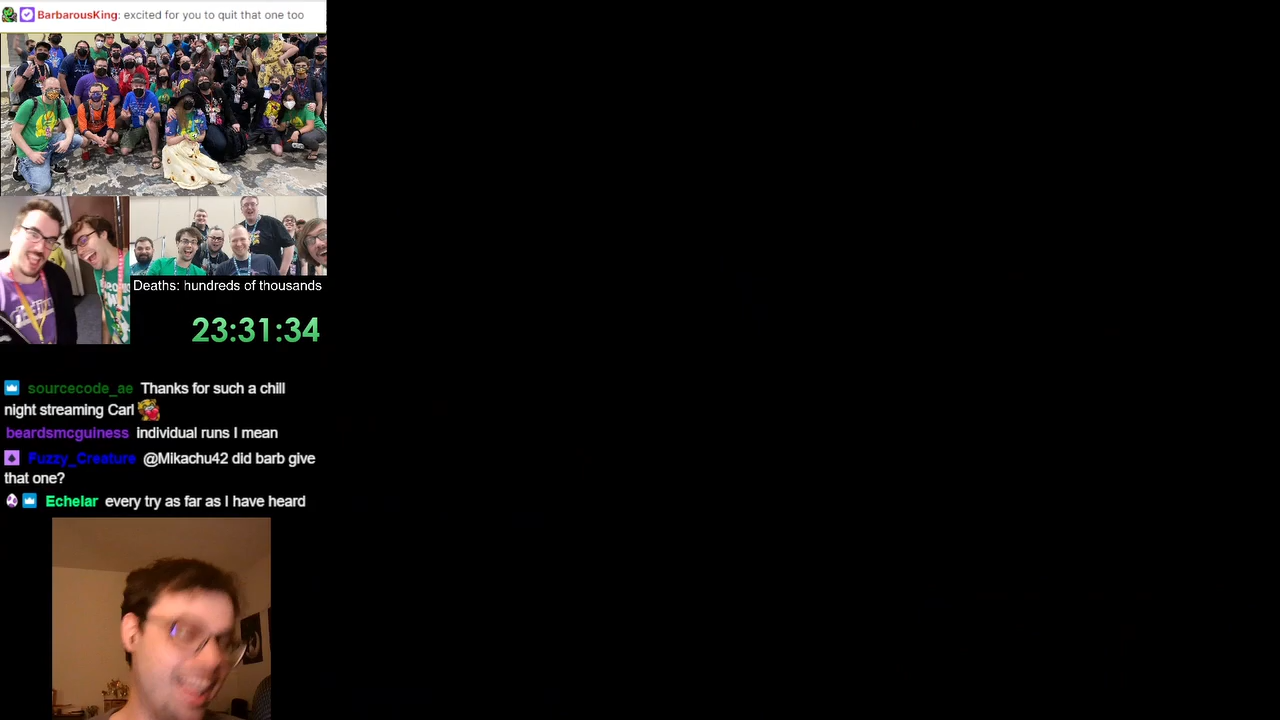 BarbarousKing: excited for you to quit that one too
Deaths: hundreds of thousands
23:31:34
sourcecode_ae Thanks for such a chill
night streaming Carl
beardsmcguiness individual runs I mean
Fuzzy_Creature @Mikachu42 did barb give
that one?
Echelar every try as far as I have heard